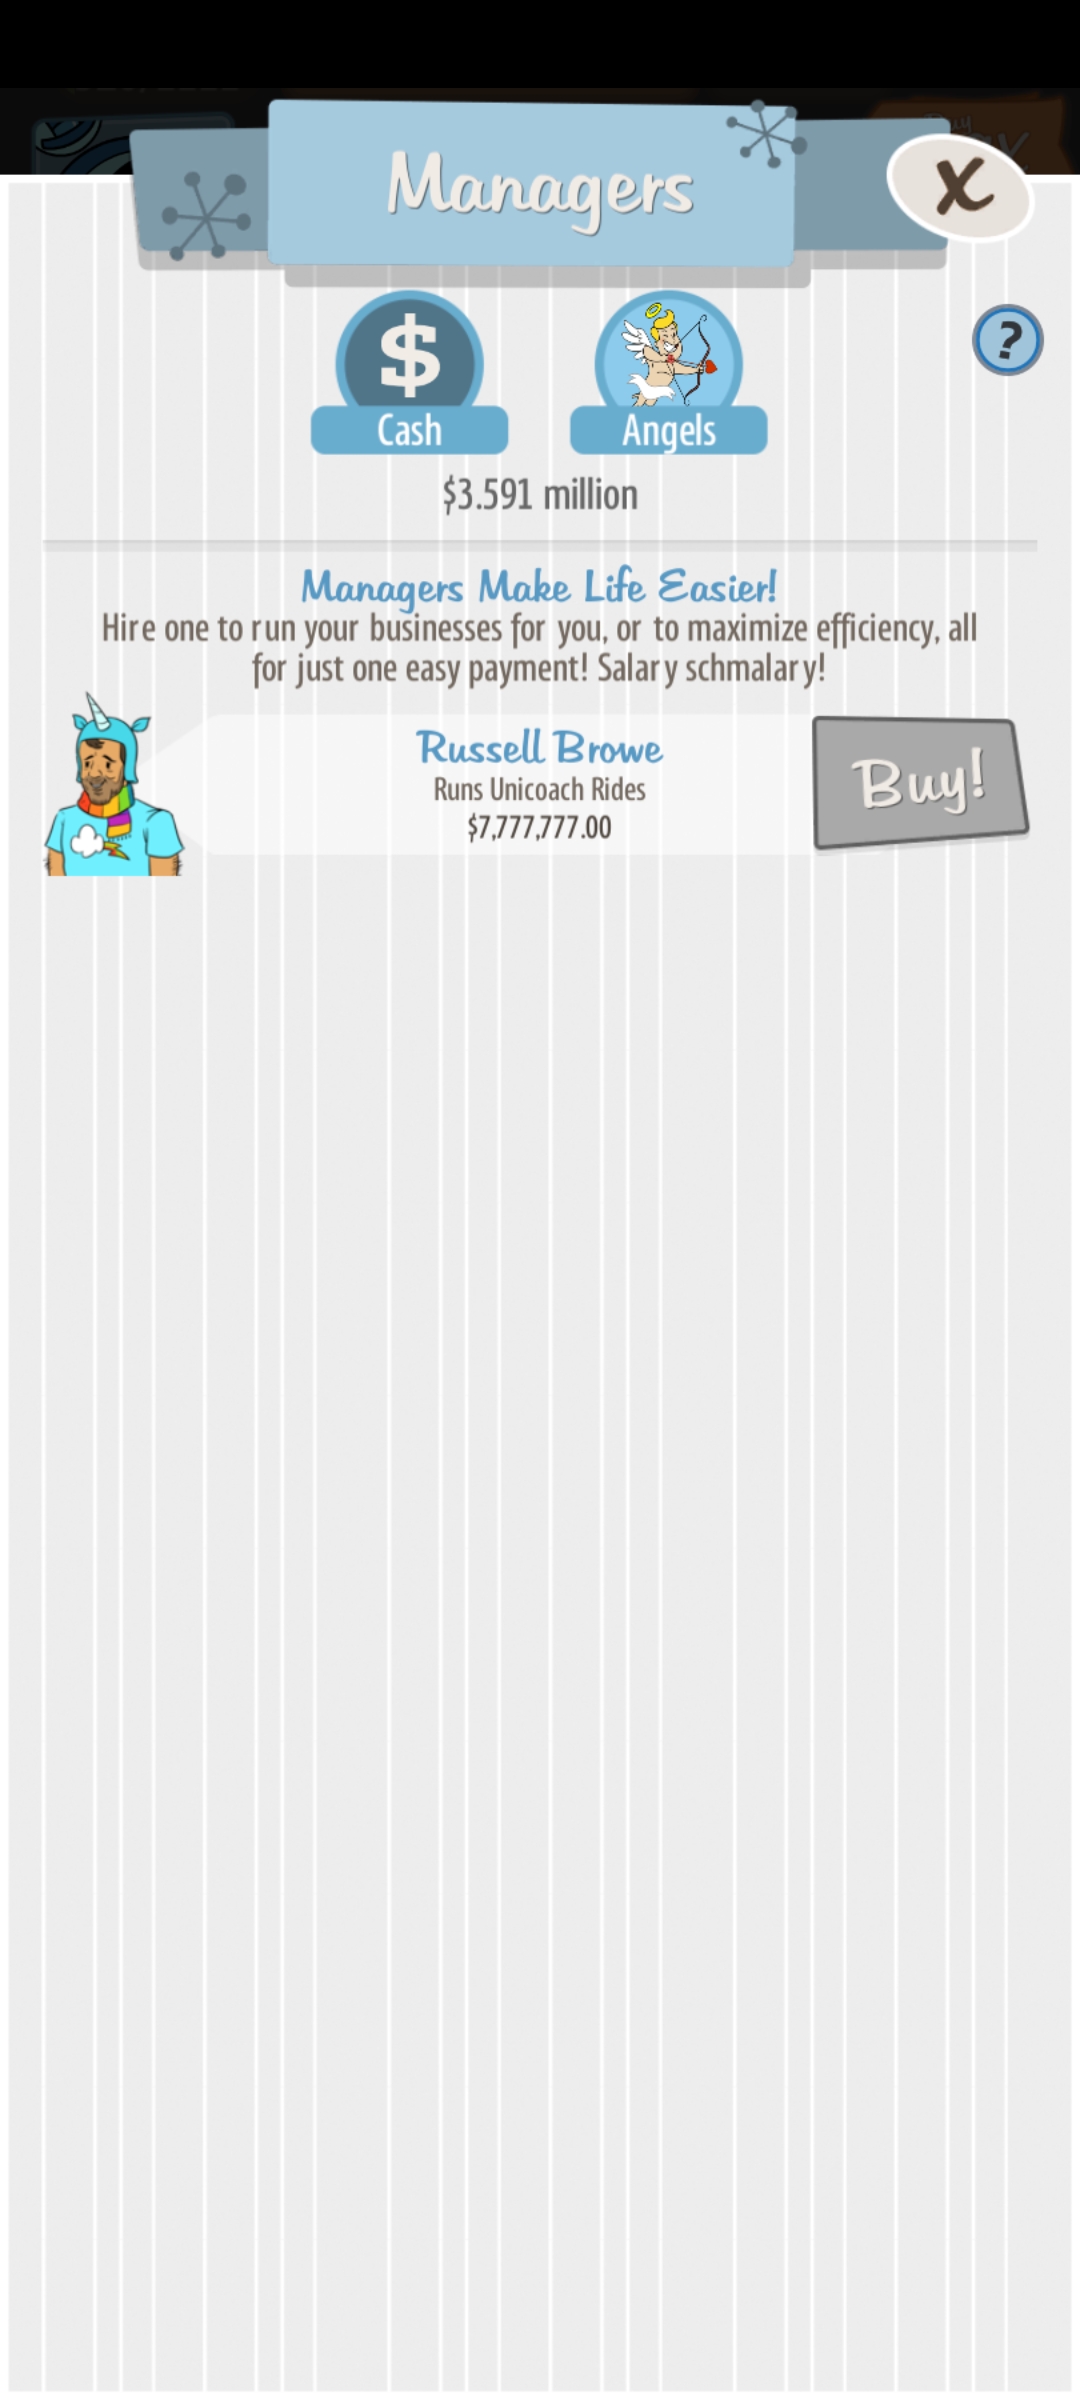 Managers
X
$
?
Cash
Angels
$3.591 million
Managers Make Life Easier!
Hire one to run your businesses for you, or to maximize efficiency, all
for just one easy payment! Salary schmalary!
Russell Browe
Runs Unicoach Rides
$7,777,777.00
Buy!